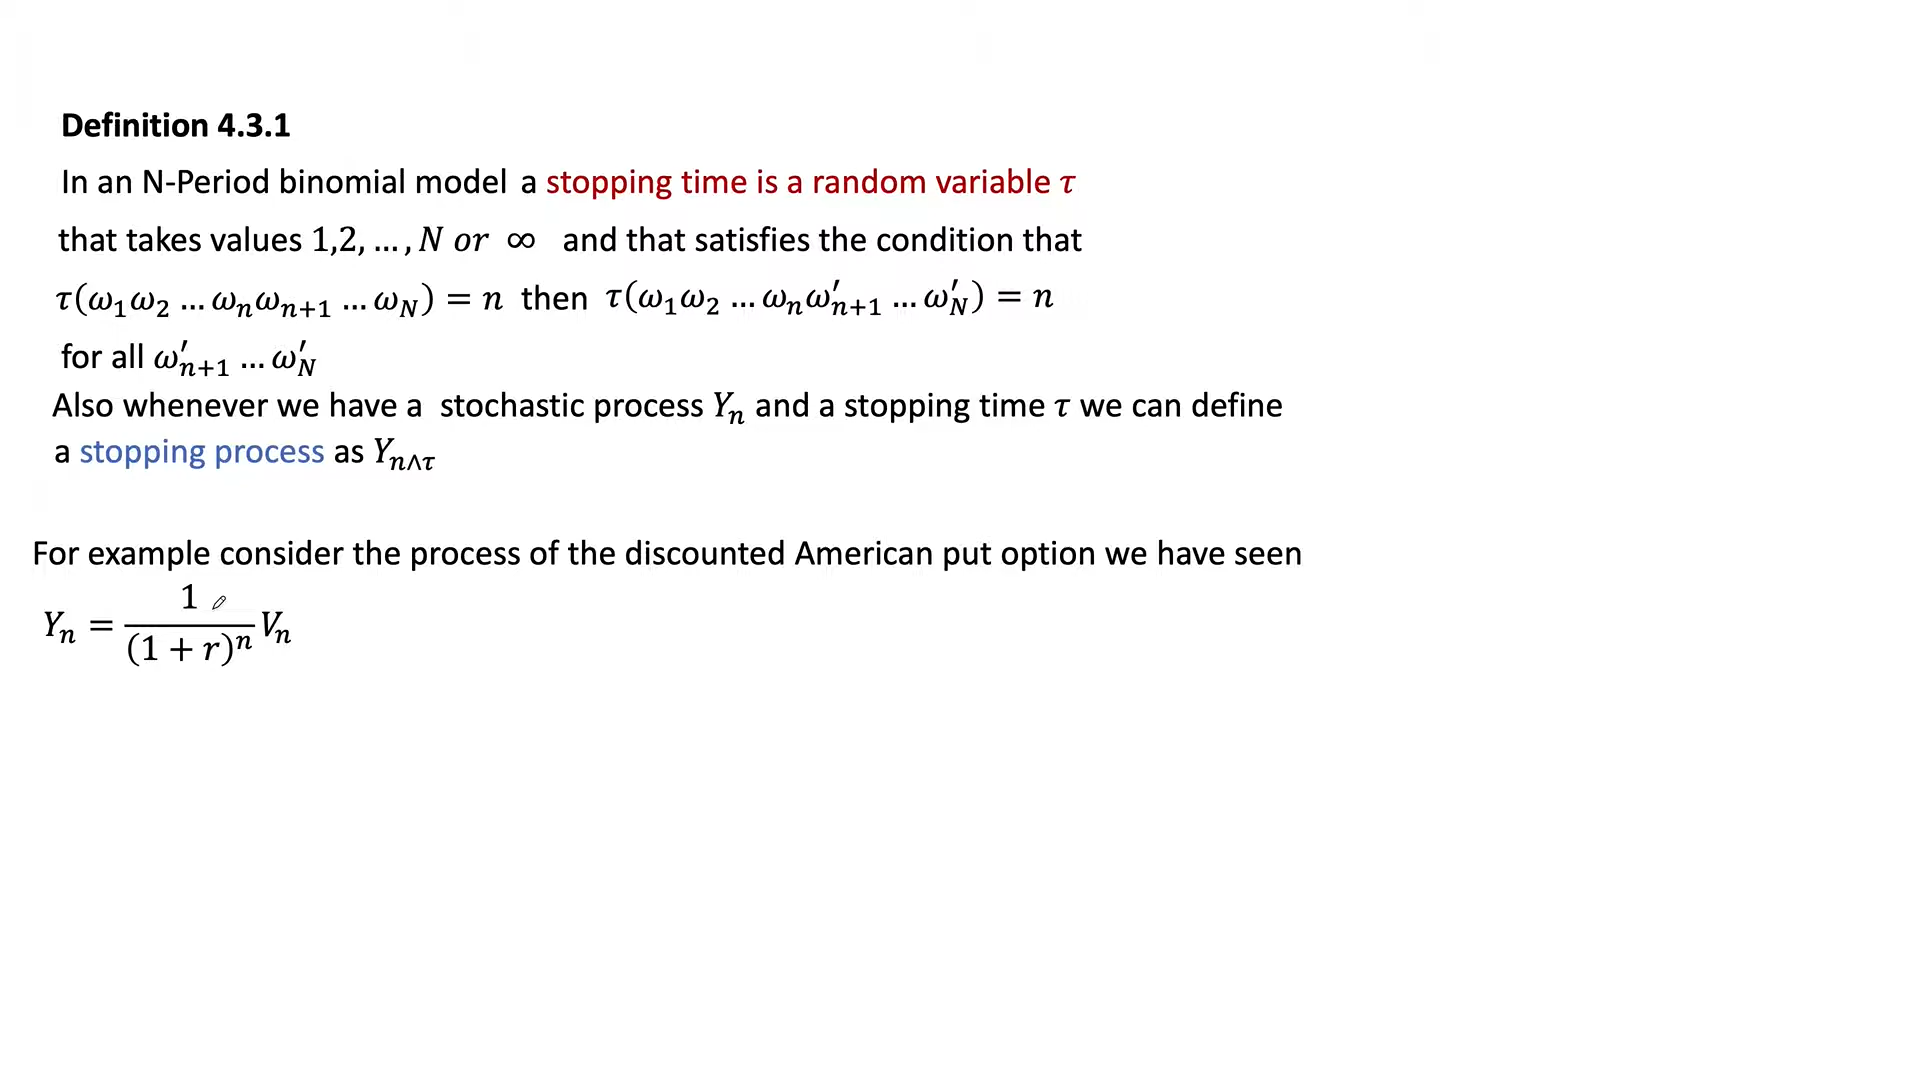 Definition 4.3.1
In an N-Period binomial model a stopping time is a random variable τ
that takes values 1,2, … , N or ∞ and that satisfies the condition that
τ(ω₁ω₂ … ωₙωₙ₊₁ … ω_N) = n then τ(ω₁ω₂ … ωₙω′ₙ₊₁ … ω′_N) = n
for all ω′ₙ₊₁ … ω′_N
Also whenever we have a stochastic process Yₙ and a stopping time τ we can define
a stopping process as Y_{n∧τ}
For example consider the process of the discounted American put option we have seen
Yₙ = 1/(1 + r)ⁿ Vₙ